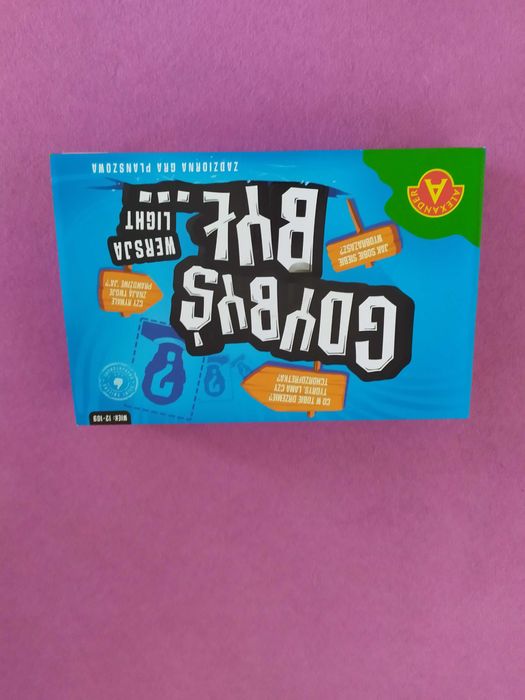 WIEK: 12-109
CO W TOBIE DRZEMIE?
TYGRYS, LAMA CZY
TCHÓRZOFRETKA?
GDYBYŚ
BYŁ...
CZY RYWALE
ZNAJĄ TWOJE
PRAWDZIWE "JA"?
JAK SOBIE SIEBIE
WYOBRAŻASZ?
WERSJA
LIGHT
ALEXANDER
A
ZADZIORNA GRA PLANSZOWA